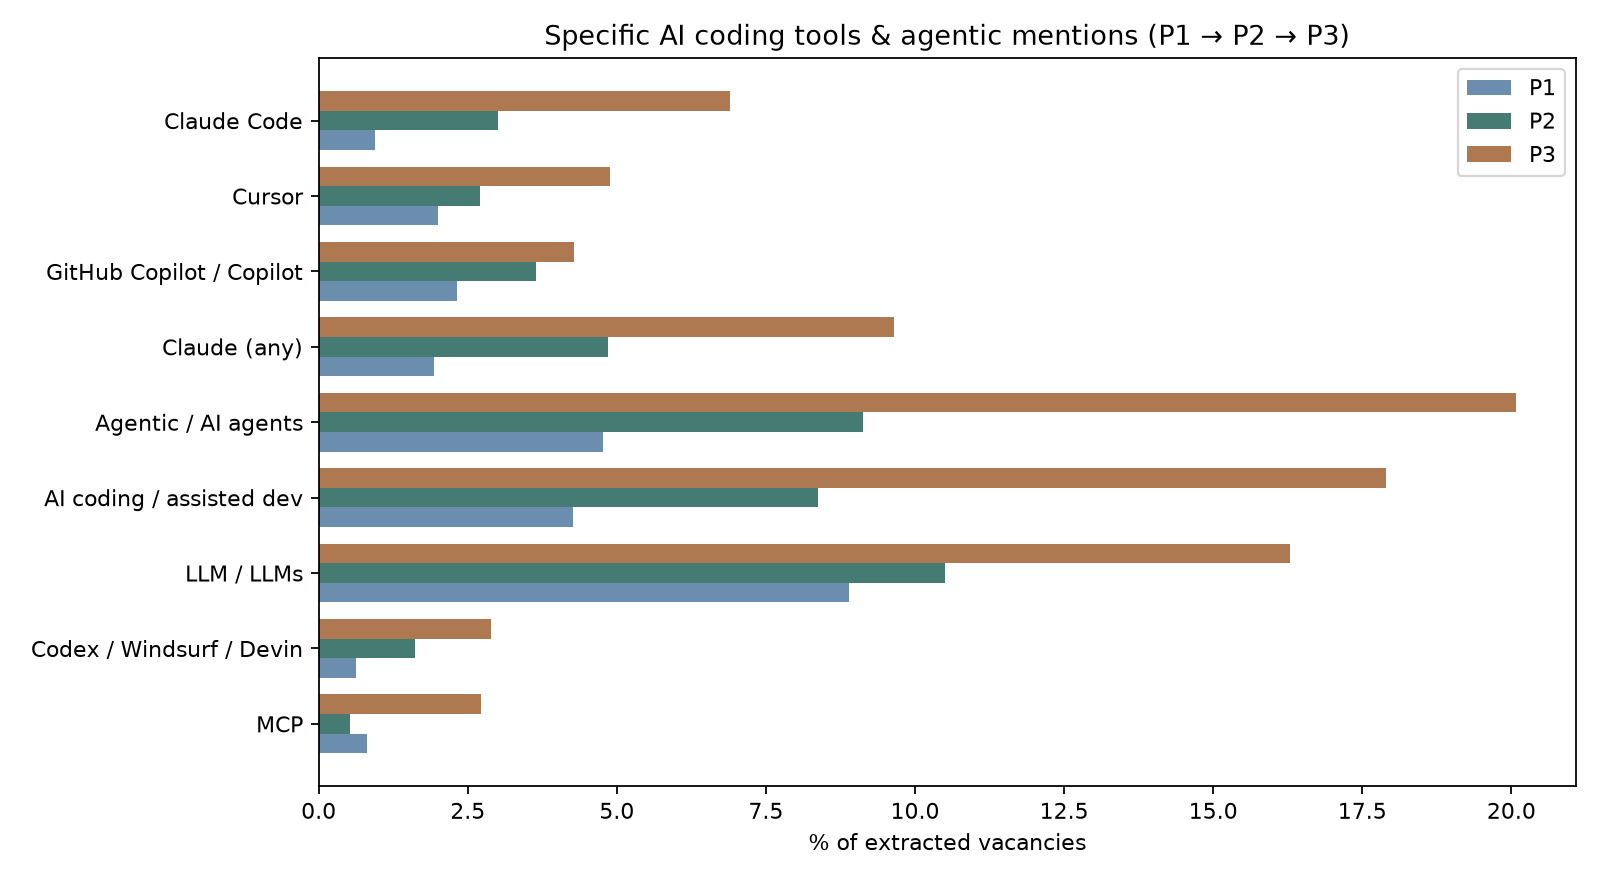 Specific AI coding tools & agentic mentions (P1 → P2 → P3)
P1
P2
P3
Claude Code
Cursor
GitHub Copilot / Copilot
Claude (any)
Agentic / AI agents
AI coding / assisted dev
LLM / LLMs
Codex / Windsurf / Devin
MCP
0.0 2.5 5.0 7.5 10.0 12.5 15.0 17.5 20.0
% of extracted vacancies